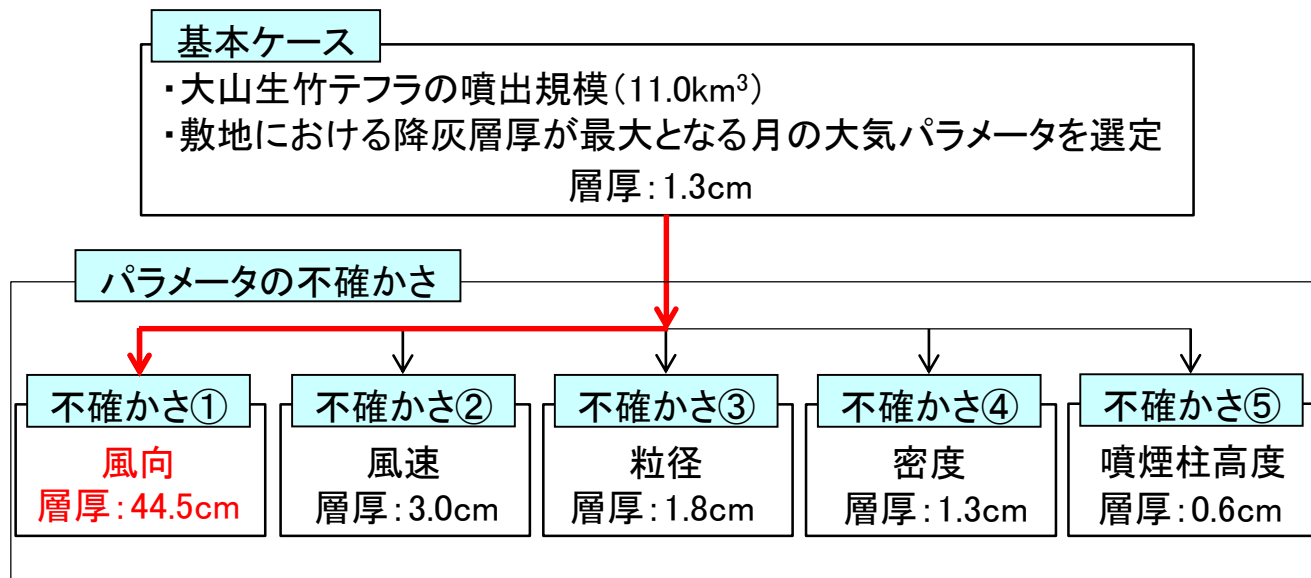 基本ケース
・大山生竹テフラの噴出規模（11.0km³）
・敷地における降灰層厚が最大となる月の大気パラメータを選定
層厚：1.3cm
パラメータの不確かさ
不確かさ①
風向
層厚：44.5cm
不確かさ②
風速
層厚：3.0cm
不確かさ③
粒径
層厚：1.8cm
不確かさ④
密度
層厚：1.3cm
不確かさ⑤
噴煙柱高度
層厚：0.6cm